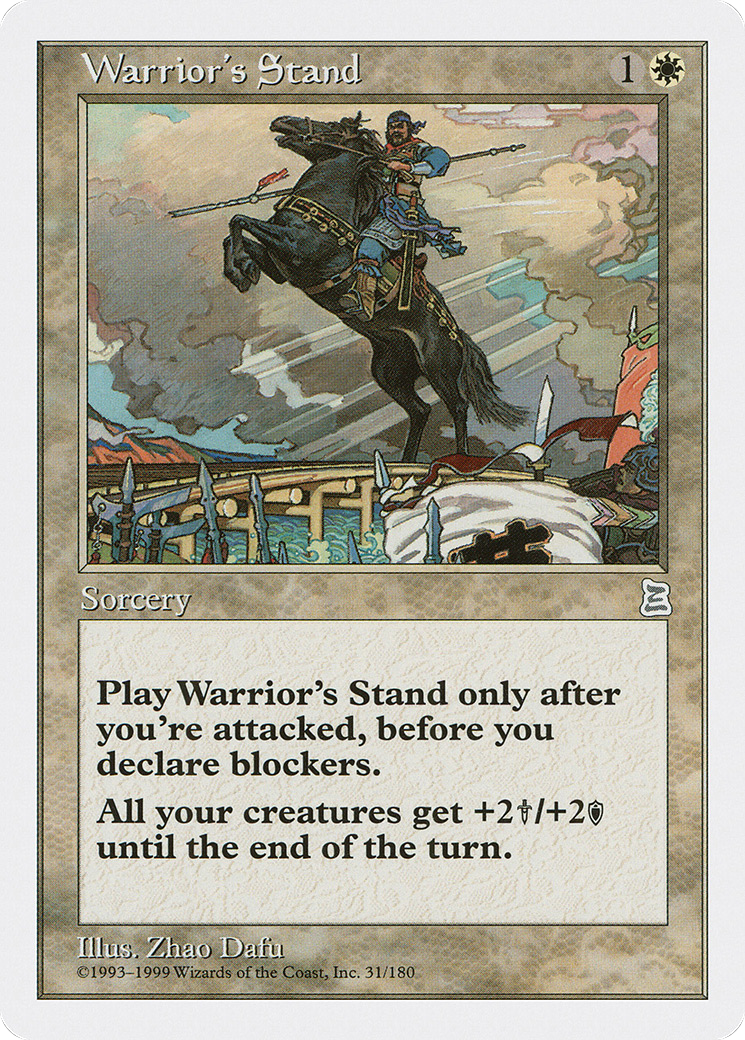 Warrior's Stand 1
Sorcery
Play Warrior's Stand only after
you're attacked, before you
declare blockers.
All your creatures get +2/+2
until the end of the turn.
Illus. Zhao Dafu
©1993–1999 Wizards of the Coast, Inc. 31/180